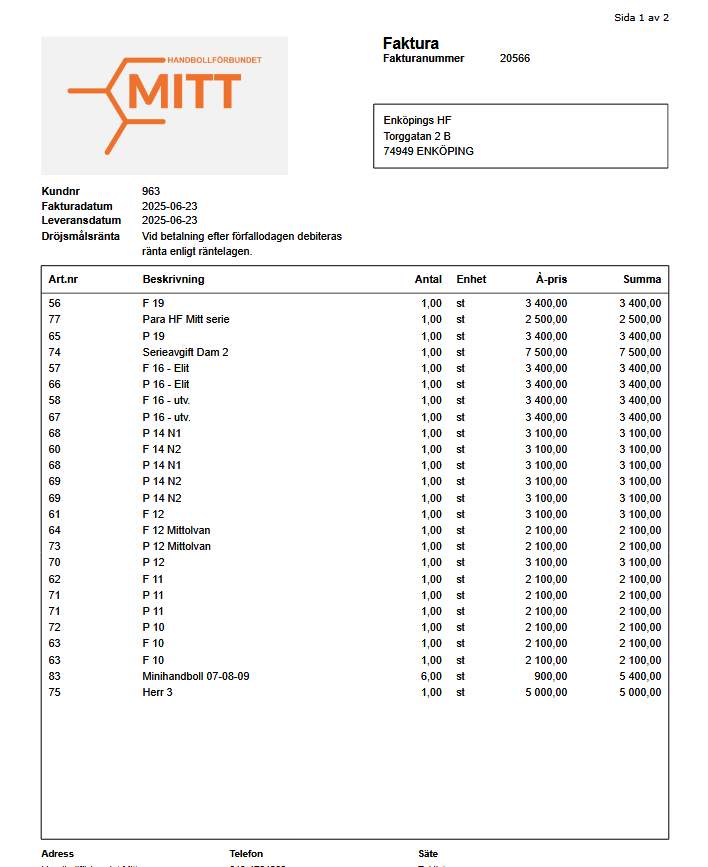 Sida 1 av 2
HANDBOLLFÖRBUNDET
MITT
Faktura
Fakturanummer 20566
Enköpings HF
Torggatan 2 B
74949 ENKÖPING
Kundnr 963
Fakturadatum 2025-06-23
Leveransdatum 2025-06-23
Dröjsmålsränta Vid betalning efter förfallodagen debiteras
ränta enligt räntelagen.
Art.nr Beskrivning Antal Enhet À-pris Summa
56 F 19 1,00 st 3 400,00 3 400,00
77 Para HF Mitt serie 1,00 st 2 500,00 2 500,00
65 P 19 1,00 st 3 400,00 3 400,00
74 Serieavgift Dam 2 1,00 st 7 500,00 7 500,00
57 F 16 - Elit 1,00 st 3 400,00 3 400,00
66 P 16 - Elit 1,00 st 3 400,00 3 400,00
58 F 16 - utv. 1,00 st 3 400,00 3 400,00
67 P 16 - utv. 1,00 st 3 400,00 3 400,00
68 P 14 N1 1,00 st 3 100,00 3 100,00
60 F 14 N2 1,00 st 3 100,00 3 100,00
68 P 14 N1 1,00 st 3 100,00 3 100,00
69 P 14 N2 1,00 st 3 100,00 3 100,00
69 P 14 N2 1,00 st 3 100,00 3 100,00
61 F 12 1,00 st 3 100,00 3 100,00
64 F 12 Mittolvan 1,00 st 2 100,00 2 100,00
73 P 12 Mittolvan 1,00 st 2 100,00 2 100,00
70 P 12 1,00 st 3 100,00 3 100,00
62 F 11 1,00 st 2 100,00 2 100,00
71 P 11 1,00 st 2 100,00 2 100,00
71 P 11 1,00 st 2 100,00 2 100,00
72 P 10 1,00 st 2 100,00 2 100,00
63 F 10 1,00 st 2 100,00 2 100,00
63 F 10 1,00 st 2 100,00 2 100,00
83 Minihandboll 07-08-09 6,00 st 900,00 5 400,00
75 Herr 3 1,00 st 5 000,00 5 000,00
Adress Telefon Säte